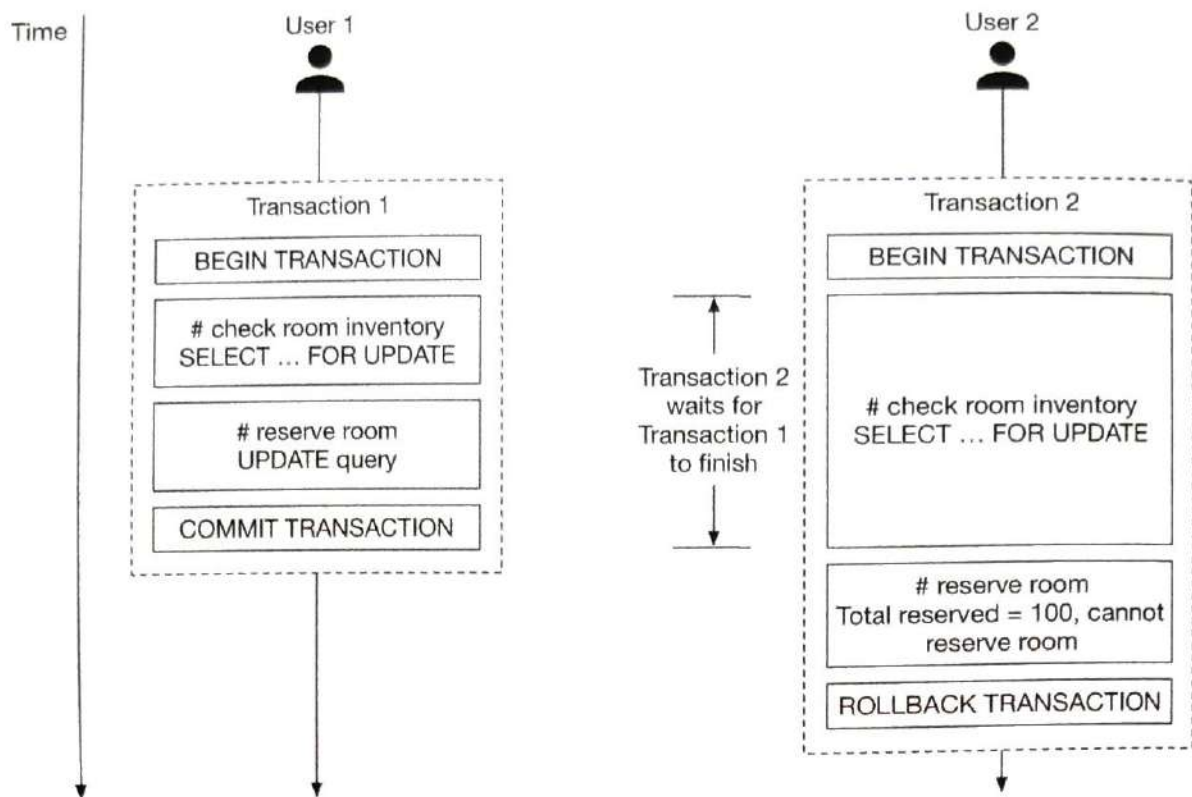 Time
User 1
Transaction 1
BEGIN TRANSACTION
# check room inventory
SELECT ... FOR UPDATE
# reserve room
UPDATE query
COMMIT TRANSACTION
Transaction 2
waits for
Transaction 1
to finish
User 2
Transaction 2
BEGIN TRANSACTION
# check room inventory
SELECT ... FOR UPDATE
# reserve room
Total reserved = 100, cannot
reserve room
ROLLBACK TRANSACTION